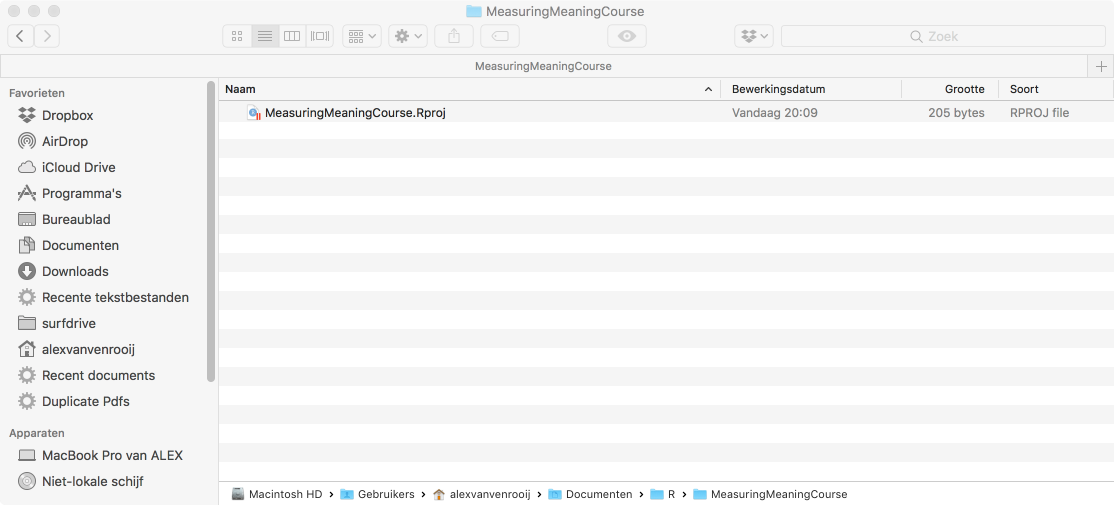 MeasuringMeaningCourse
Zoek
MeasuringMeaningCourse
Favorieten
Dropbox
AirDrop
iCloud Drive
Programma's
Bureaublad
Documenten
Downloads
Recente tekstbestanden
surfdrive
alexvanvenrooij
Recent documents
Duplicate Pdfs
Apparaten
MacBook Pro van ALEX
Niet-lokale schijf
Naam Bewerkingsdatum Grootte Soort
MeasuringMeaningCourse.Rproj Vandaag 20:09 205 bytes RPROJ file
Macintosh HD › Gebruikers › alexvanvenrooij › Documenten › R › MeasuringMeaningCourse